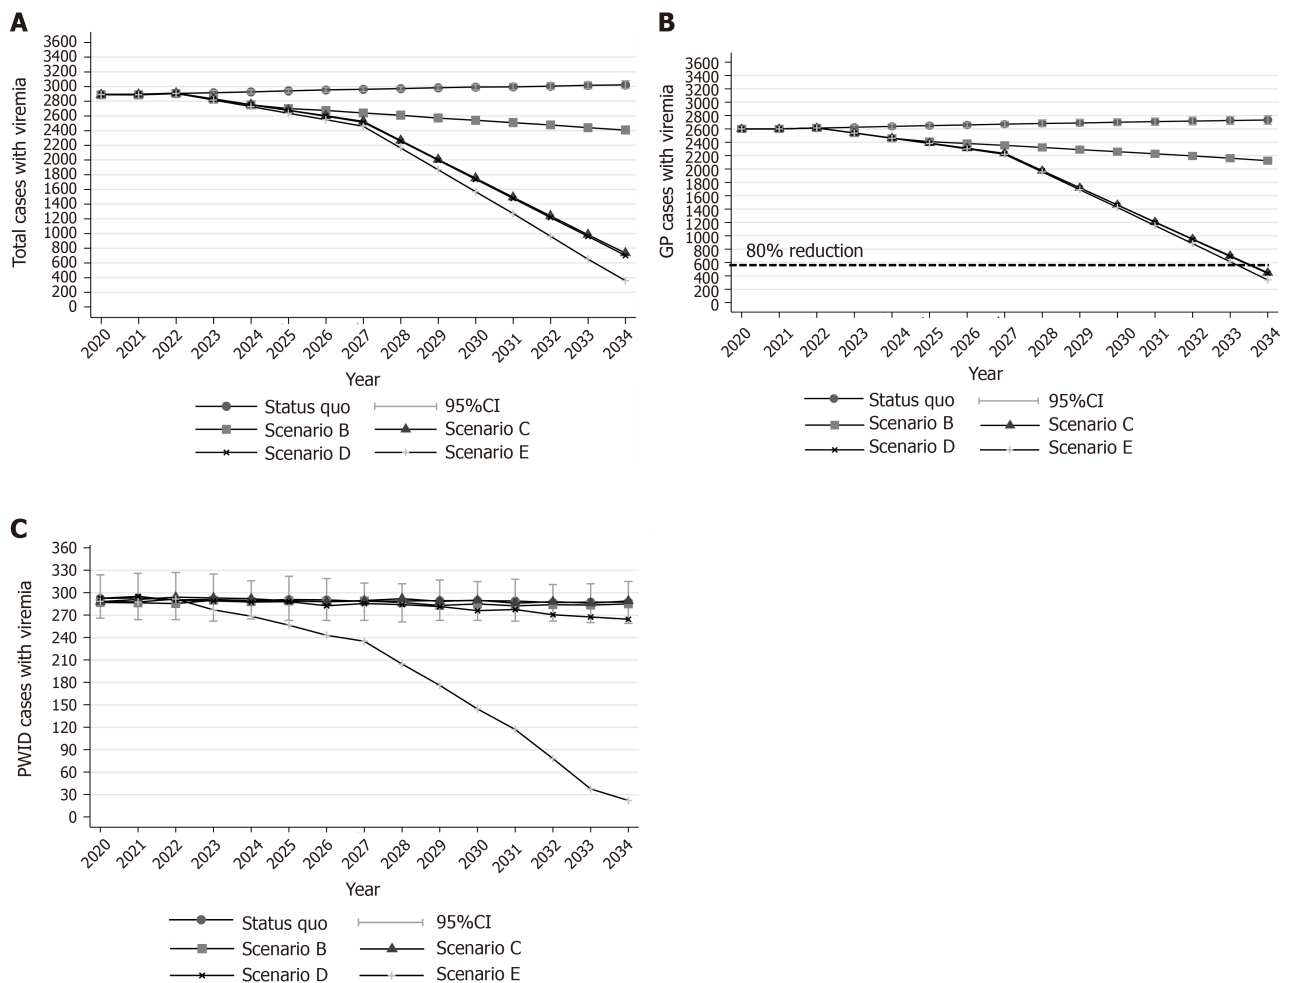 A
Total cases with viremia
3600
3400
3200
3000
2800
2600
2400
2200
2000
1800
1600
1400
1200
1000
800
600
400
200
0
2020 2021 2022 2023 2024 2025 2026 2027 2028 2029 2030 2031 2032 2033 2034
Year
Status quo 95%CI
Scenario B Scenario C
Scenario D Scenario E
B
GP cases with viremia
3600
3400
3200
3000
2800
2600
2400
2200
2000
1800
1600
1400
1200
1000
800
600
400
200
0
80% reduction
2020 2021 2022 2023 2024 2025 2026 2027 2028 2029 2030 2031 2032 2033 2034
Year
Status quo 95%CI
Scenario B Scenario C
Scenario D Scenario E
C
PWID cases with viremia
360
330
300
270
240
210
180
150
120
90
60
30
0
2020 2021 2022 2023 2024 2025 2026 2027 2028 2029 2030 2031 2032 2033 2034
Year
Status quo 95%CI
Scenario B Scenario C
Scenario D Scenario E